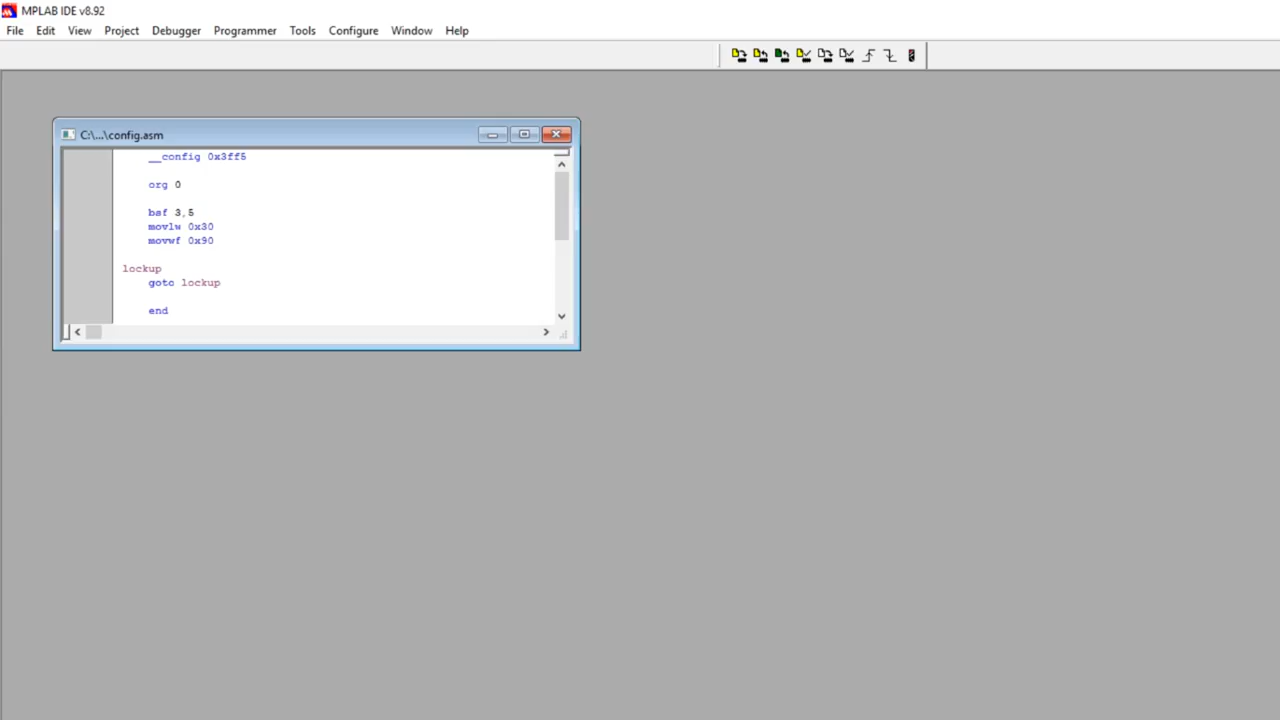 MPLAB IDE v8.92
File Edit View Project Debugger Programmer Tools Configure Window Help
C:\...\config.asm
__config 0x3ff5
org 0
bsf 3,5
movlw 0x30
movwf 0x90
lockup
goto lockup
end